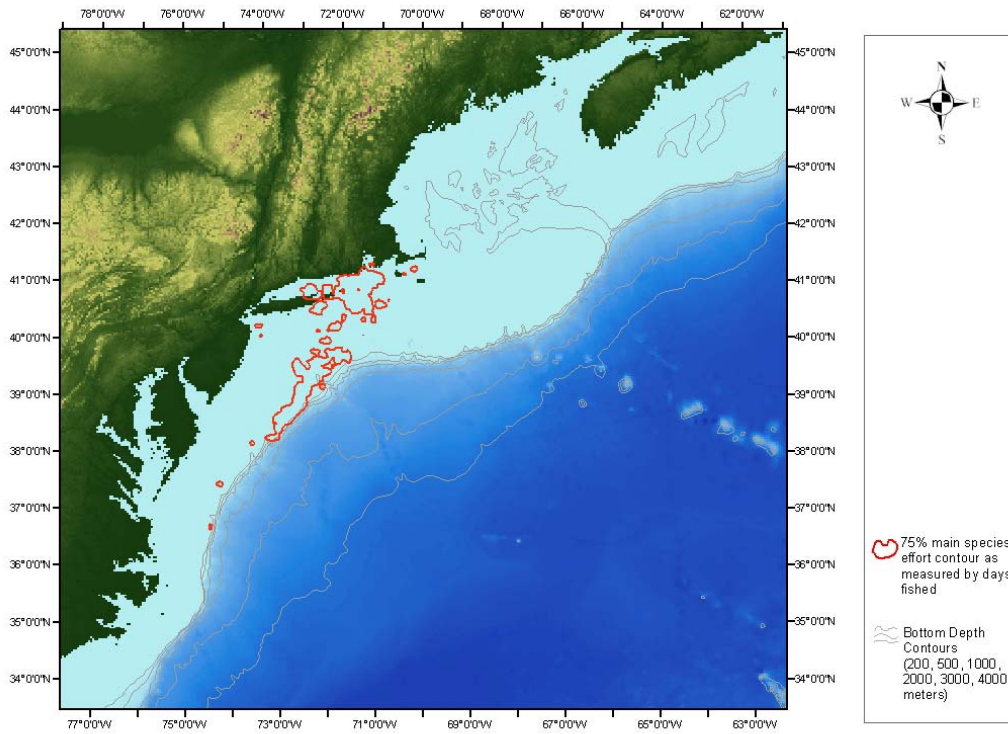 78°0'0"W 76°0'0"W 74°0'0"W 72°0'0"W 70°0'0"W 68°0'0"W 66°0'0"W 64°0'0"W 62°0'0"W
45°0'0"N 45°0'0"N
44°0'0"N 44°0'0"N
43°0'0"N 43°0'0"N
42°0'0"N 42°0'0"N
41°0'0"N 41°0'0"N
40°0'0"N 40°0'0"N
39°0'0"N 39°0'0"N
38°0'0"N 38°0'0"N
37°0'0"N 37°0'0"N
36°0'0"N 36°0'0"N
35°0'0"N 35°0'0"N
34°0'0"N 34°0'0"N
77°0'0"W 75°0'0"W 73°0'0"W 71°0'0"W 69°0'0"W 67°0'0"W 65°0'0"W 63°0'0"W
N
W E
S
75% main species
effort contour as
measured by days
fished
Bottom Depth
Contours
(200, 500, 1000,
2000, 3000, 4000
meters)